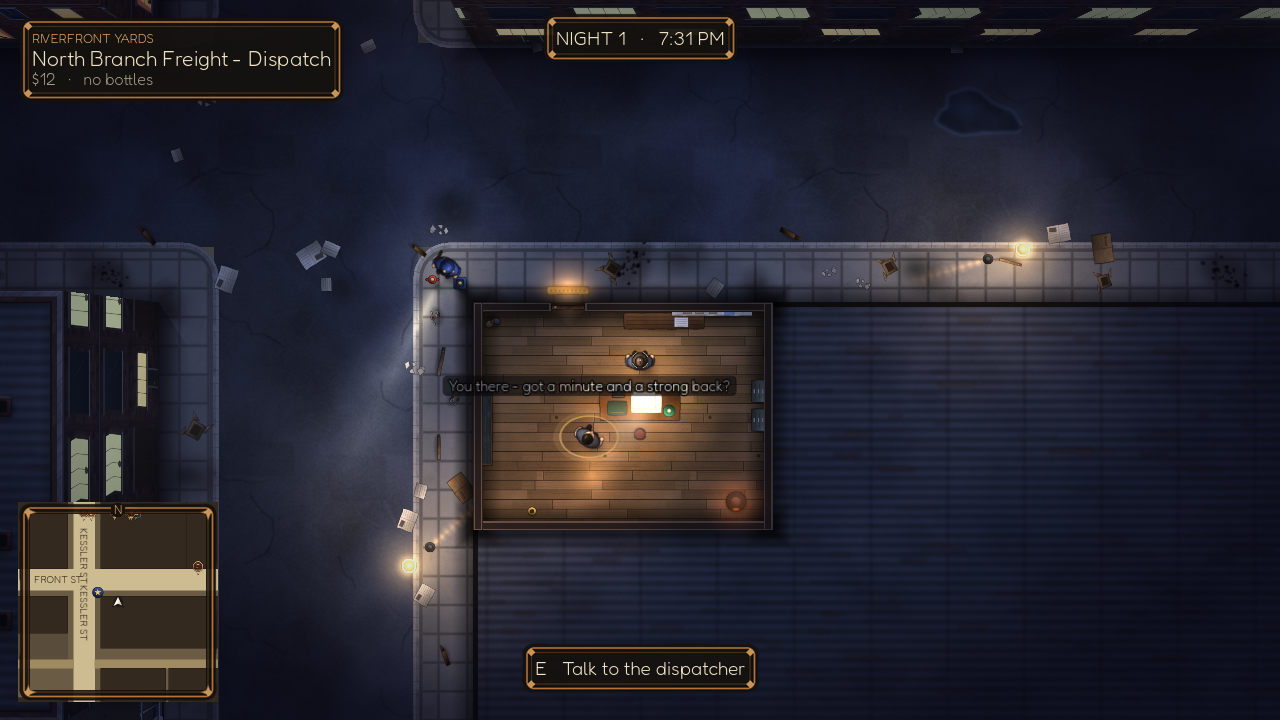 RIVERFRONT YARDS
North Branch Freight - Dispatch
$12 · no bottles
NIGHT 1 · 7:31 PM
You there - got a minute and a strong back?
N
KESSLER ST
FRONT ST
KESSLER ST
E Talk to the dispatcher